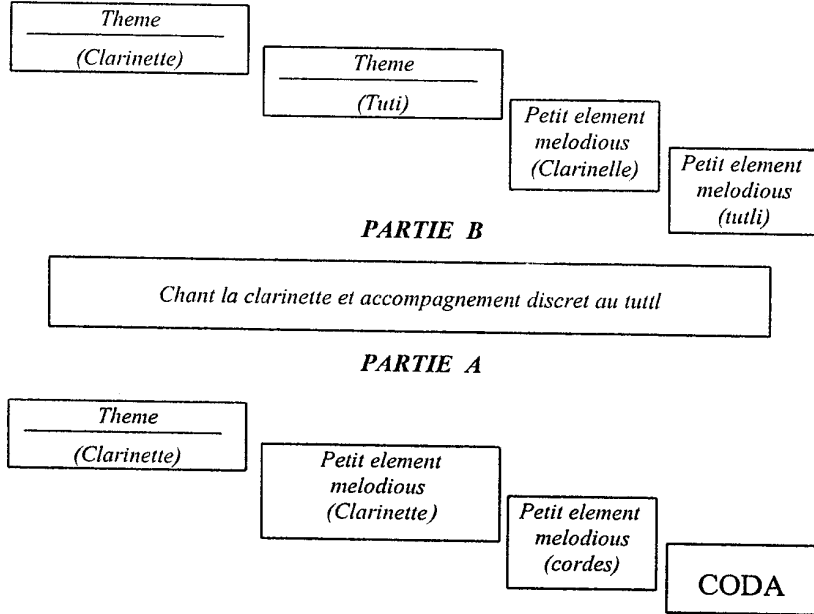 Theme
(Clarinette)
Theme
(Tuti)
Petit element
melodious
(Clarinelle)
Petit element
melodious
(tutli)
PARTIE B
Chant la clarinette et accompagnement discret au tuttl
PARTIE A
Theme
(Clarinette)
Petit element
melodious
(Clarinette)
Petit element
melodious
(cordes)
CODA